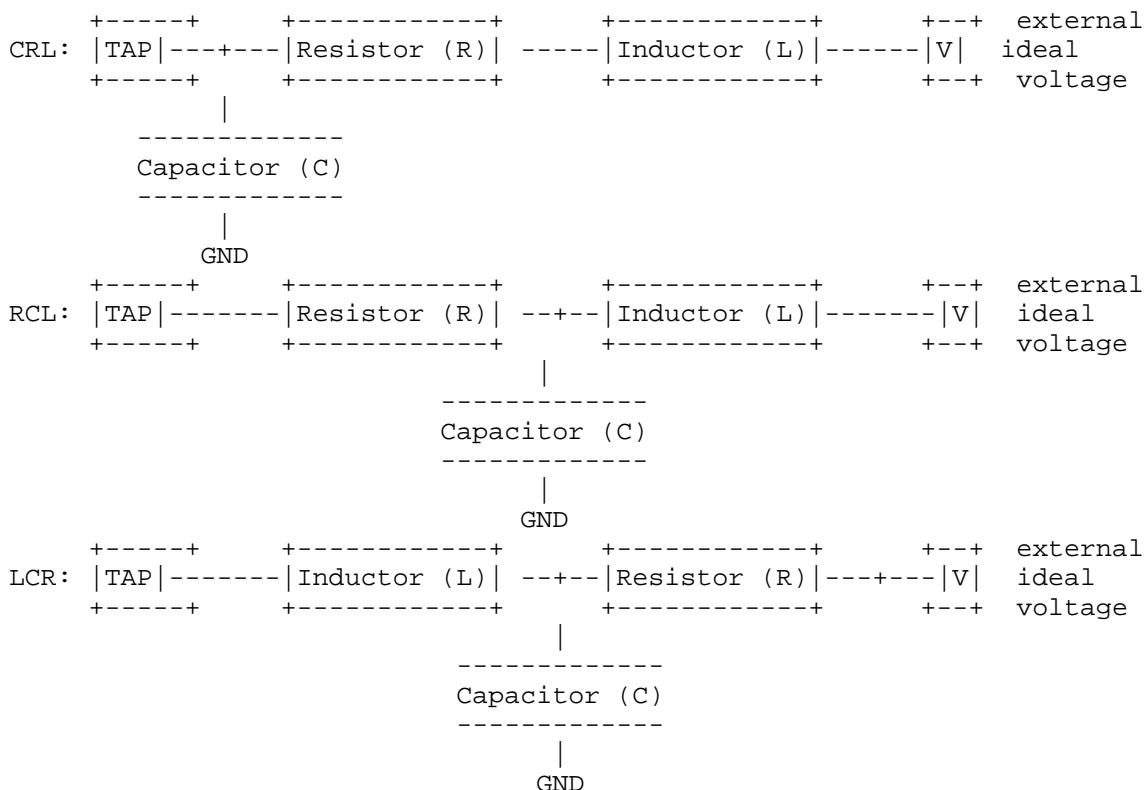 +-----+     +------------+      +------------+      +--+  external
CRL: |TAP|---+---|Resistor (R)| -----|Inductor (L)|------|V|  ideal
     +-----+     +------------+      +------------+      +--+  voltage
             |
        -------------
        Capacitor (C)
        -------------
             |
            GND
     +-----+     +------------+      +------------+      +--+  external
RCL: |TAP|-------|Resistor (R)| --+--|Inductor (L)|-------|V|  ideal
     +-----+     +------------+      +------------+      +--+  voltage
                                 |
                           -------------
                           Capacitor (C)
                           -------------
                                 |
                                GND
     +-----+     +------------+      +------------+      +--+  external
LCR: |TAP|-------|Inductor (L)| --+--|Resistor (R)|---+---|V|  ideal
     +-----+     +------------+      +------------+      +--+  voltage
                                  |
                            -------------
                            Capacitor (C)
                            -------------
                                  |
                                 GND